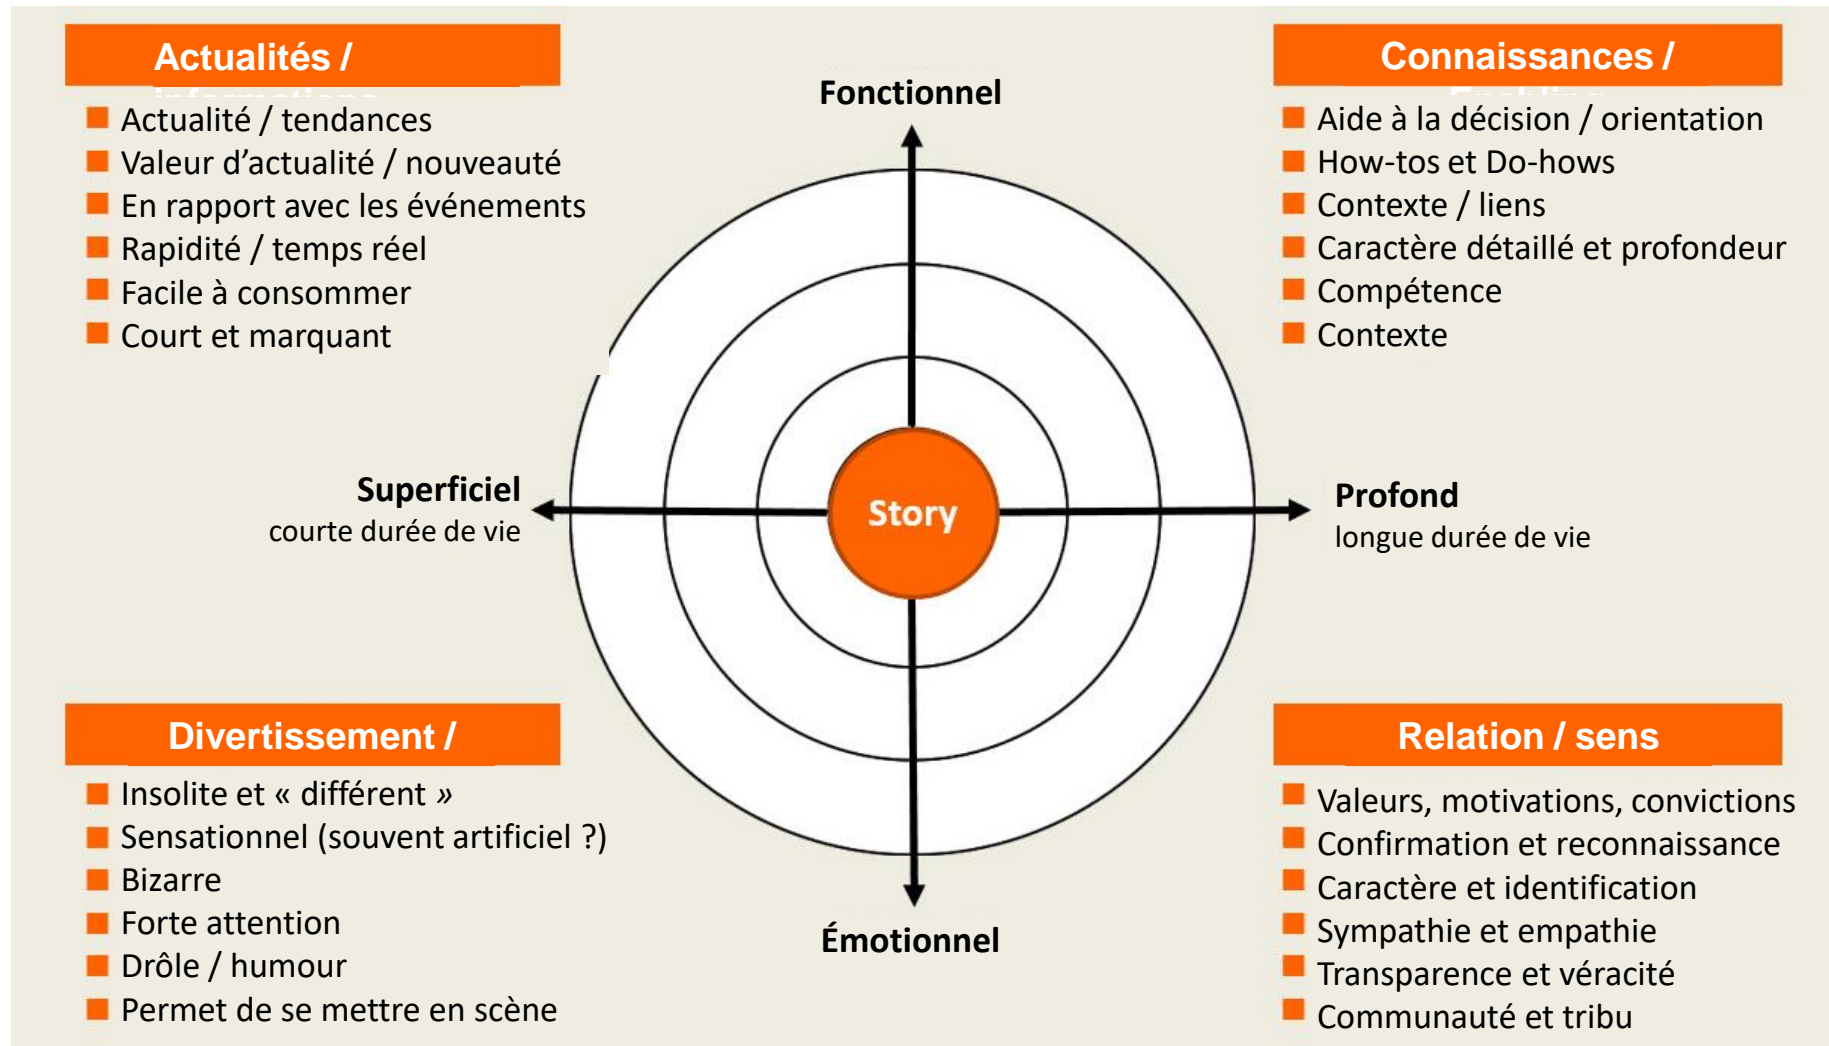 Actualités /
informations
Actualité / tendances
Valeur d’actualité / nouveauté
En rapport avec les événements
Rapidité / temps réel
Facile à consommer
Court et marquant
Fonctionnel
Connaissances /
Enabling
Aide à la décision / orientation
How-tos et Do-hows
Contexte / liens
Caractère détaillé et profondeur
Compétence
Contexte
Superficiel
courte durée de vie
Story
Profond
longue durée de vie
Divertissement /
Insolite et « différent »
Sensationnel (souvent artificiel ?)
Bizarre
Forte attention
Drôle / humour
Permet de se mettre en scène
Émotionnel
Relation / sens
Valeurs, motivations, convictions
Confirmation et reconnaissance
Caractère et identification
Sympathie et empathie
Transparence et véracité
Communauté et tribu